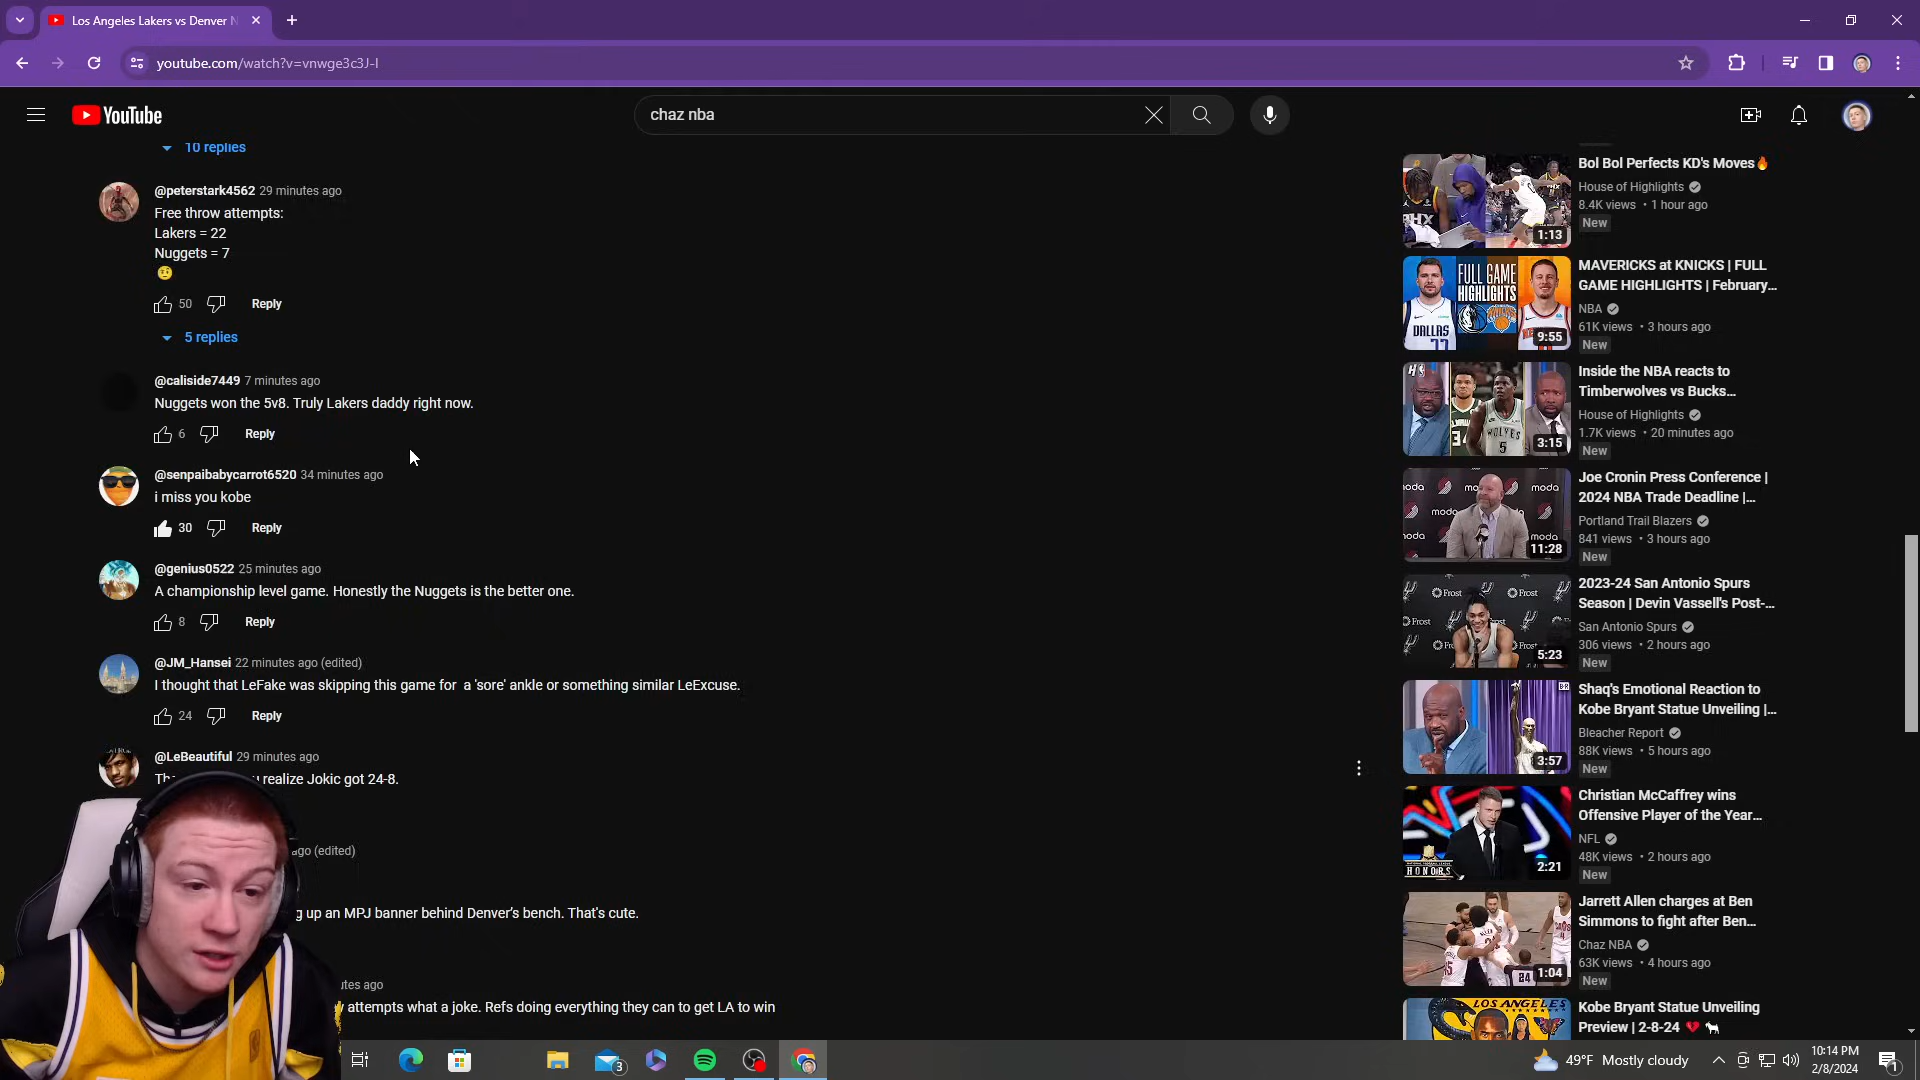 Los Angeles Lakers vs Denver N
youtube.com/watch?v=vnwge3c3J-I
YouTube
chaz nba
10 replies
@peterstark4562 29 minutes ago
Free throw attempts:
Lakers = 22
Nuggets = 7
🤨
50 Reply
5 replies
@caliside7449 7 minutes ago
Nuggets won the 5v8. Truly Lakers daddy right now.
6 Reply
@senpaibabycarrot6520 34 minutes ago
i miss you kobe
30 Reply
@genius0522 25 minutes ago
A championship level game. Honestly the Nuggets is the better one.
8 Reply
@JM_Hansei 22 minutes ago (edited)
I thought that LeFake was skipping this game for a 'sore' ankle or something similar LeExcuse.
24 Reply
@LeBeautiful 29 minutes ago
realize Jokic got 24-8.
ago (edited)
up an MPJ banner behind Denver's bench. That's cute.
ago
attempts what a joke. Refs doing everything they can to get LA to win
1:13
Bol Bol Perfects KD's Moves🔥
House of Highlights
8.4K views • 1 hour ago
New
FULL GAME
HIGHLIGHTS
DALLAS
9:55
MAVERICKS at KNICKS | FULL
GAME HIGHLIGHTS | February...
NBA
61K views • 3 hours ago
New
WOLVES
5
34
3:15
Inside the NBA reacts to
Timberwolves vs Bucks...
House of Highlights
1.7K views • 20 minutes ago
New
moda
moda
moda
11:28
Joe Cronin Press Conference |
2024 NBA Trade Deadline |...
Portland Trail Blazers
841 views • 3 hours ago
New
Frost
Frost
5:23
2023-24 San Antonio Spurs
Season | Devin Vassell's Post-...
San Antonio Spurs
306 views • 2 hours ago
New
BR
3:57
Shaq's Emotional Reaction to
Kobe Bryant Statue Unveiling |...
Bleacher Report
88K views • 5 hours ago
New
HONORS
2:21
Christian McCaffrey wins
Offensive Player of the Year...
NFL
48K views • 2 hours ago
New
24
1:04
Jarrett Allen charges at Ben
Simmons to fight after Ben...
Chaz NBA
63K views • 4 hours ago
New
LOS ANGELES
Kobe Bryant Statue Unveiling
Preview | 2-8-24 💔 🐐
3
49°F Mostly cloudy
10:14 PM
2/8/2024
1